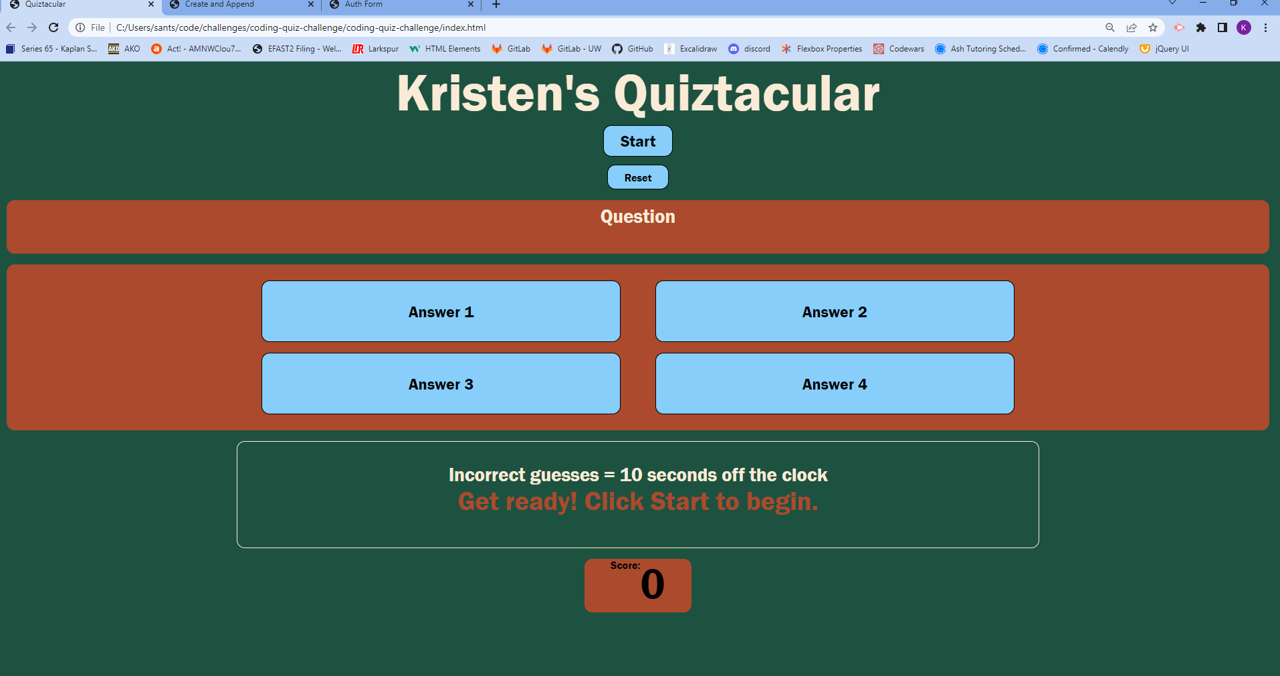 Quiztacular
Create and Append
Auth Form
File
C:/Users/sants/code/challenges/coding-quiz-challenge/coding-quiz-challenge/index.html
K
Series 65 - Kaplan S...
AKO
AKO
Act! - AMNWClou7...
EFAST2 Filing - Wel...
LR
Larkspur
HTML Elements
GitLab
GitLab - UW
GitHub
Excalidraw
discord
Flexbox Properties
Codewars
Ash Tutoring Sched...
Confirmed - Calendly
jQuery UI
Kristen's Quiztacular
Start
Reset
Question
Answer 1
Answer 2
Answer 3
Answer 4
Incorrect guesses = 10 seconds off the clock
Get ready! Click Start to begin.
Score:
0